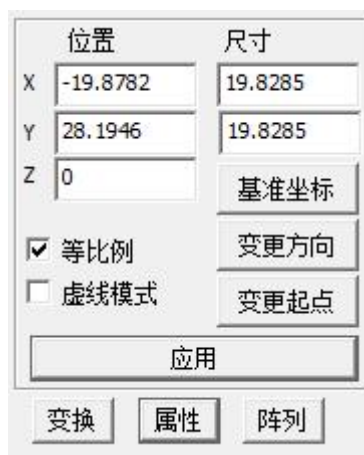 位置 尺寸
X -19.8782 19.8285
Y 28.1946 19.8285
Z 0 基准坐标
等比例 变更方向
虚线模式 变更起点
应用
变换 属性 阵列